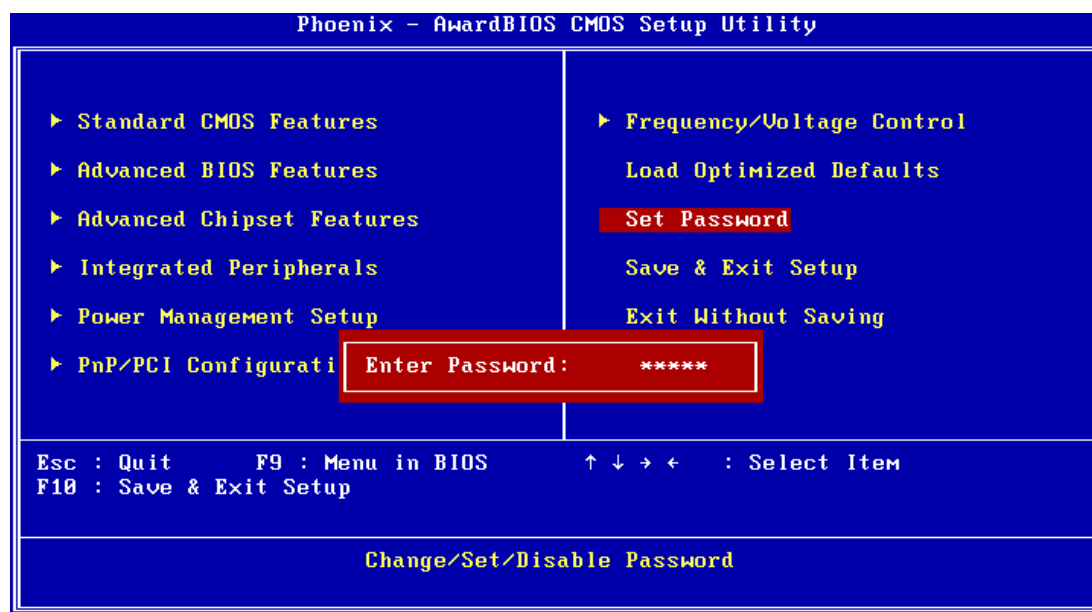 Phoenix - AwardBIOS CMOS Setup Utility
► Standard CMOS Features
► Advanced BIOS Features
► Advanced Chipset Features
► Integrated Peripherals
► Power Management Setup
► PnP/PCI Configurati
► Frequency/Voltage Control
Load Optimized Defaults
Set Password
Save & Exit Setup
Exit Without Saving
Enter Password: *****
Esc : Quit F9 : Menu in BIOS ↑ ↓ → ← : Select Item
F10 : Save & Exit Setup
Change/Set/Disable Password